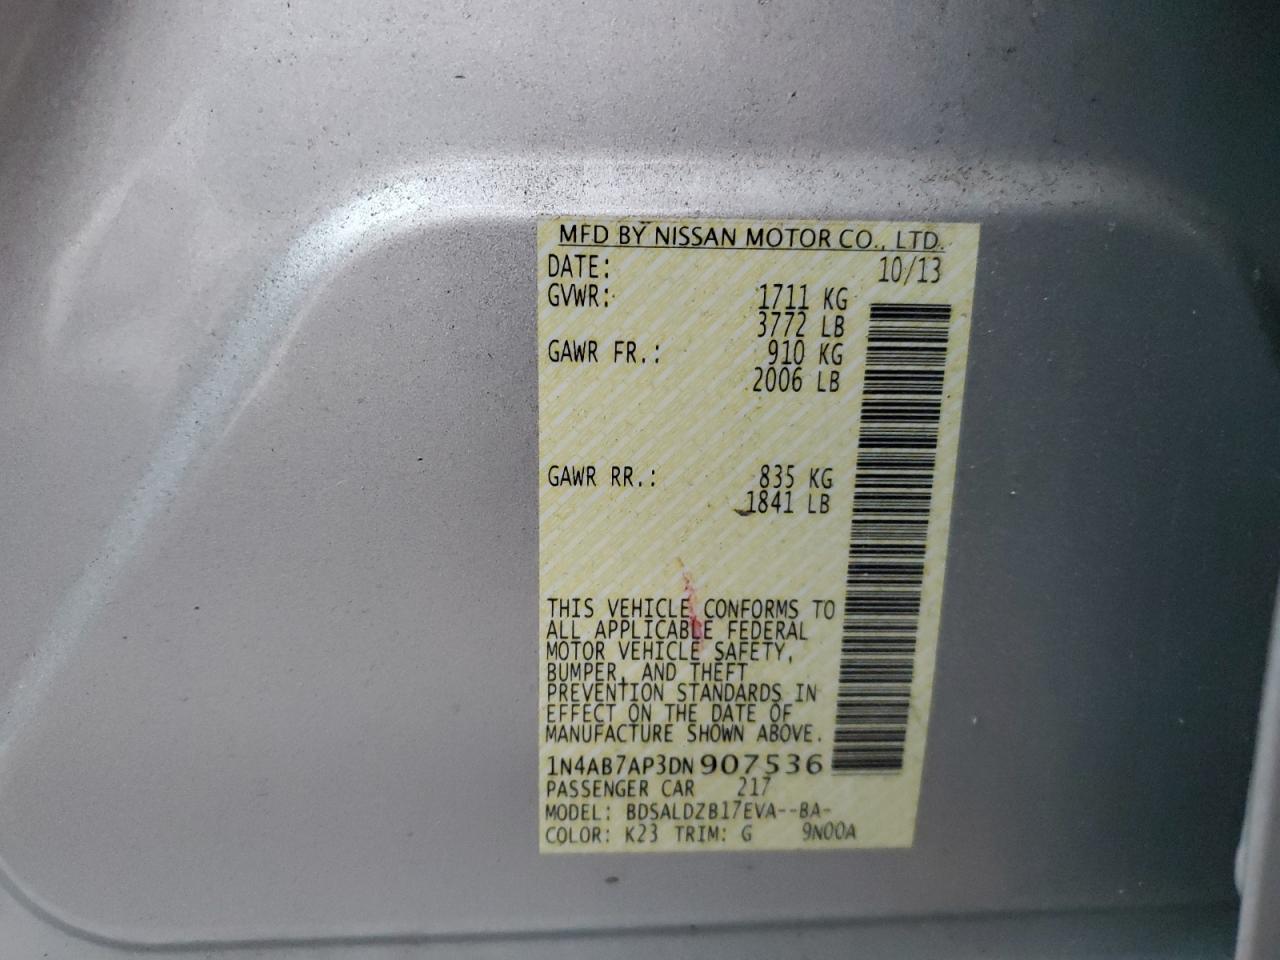 MFD BY NISSAN MOTOR CO., LTD.
DATE: 10/13
GVWR: 1711 KG
3772 LB
GAWR FR.: 910 KG
2006 LB
GAWR RR.: 835 KG
1841 LB
THIS VEHICLE CONFORMS TO
ALL APPLICABLE FEDERAL
MOTOR VEHICLE SAFETY,
BUMPER, AND THEFT
PREVENTION STANDARDS IN
EFFECT ON THE DATE OF
MANUFACTURE SHOWN ABOVE.
1N4AB7AP3DN907536
PASSENGER CAR 217
MODEL: BDSALDZB17EVA--BA-
COLOR: K23 TRIM: G 9N00A